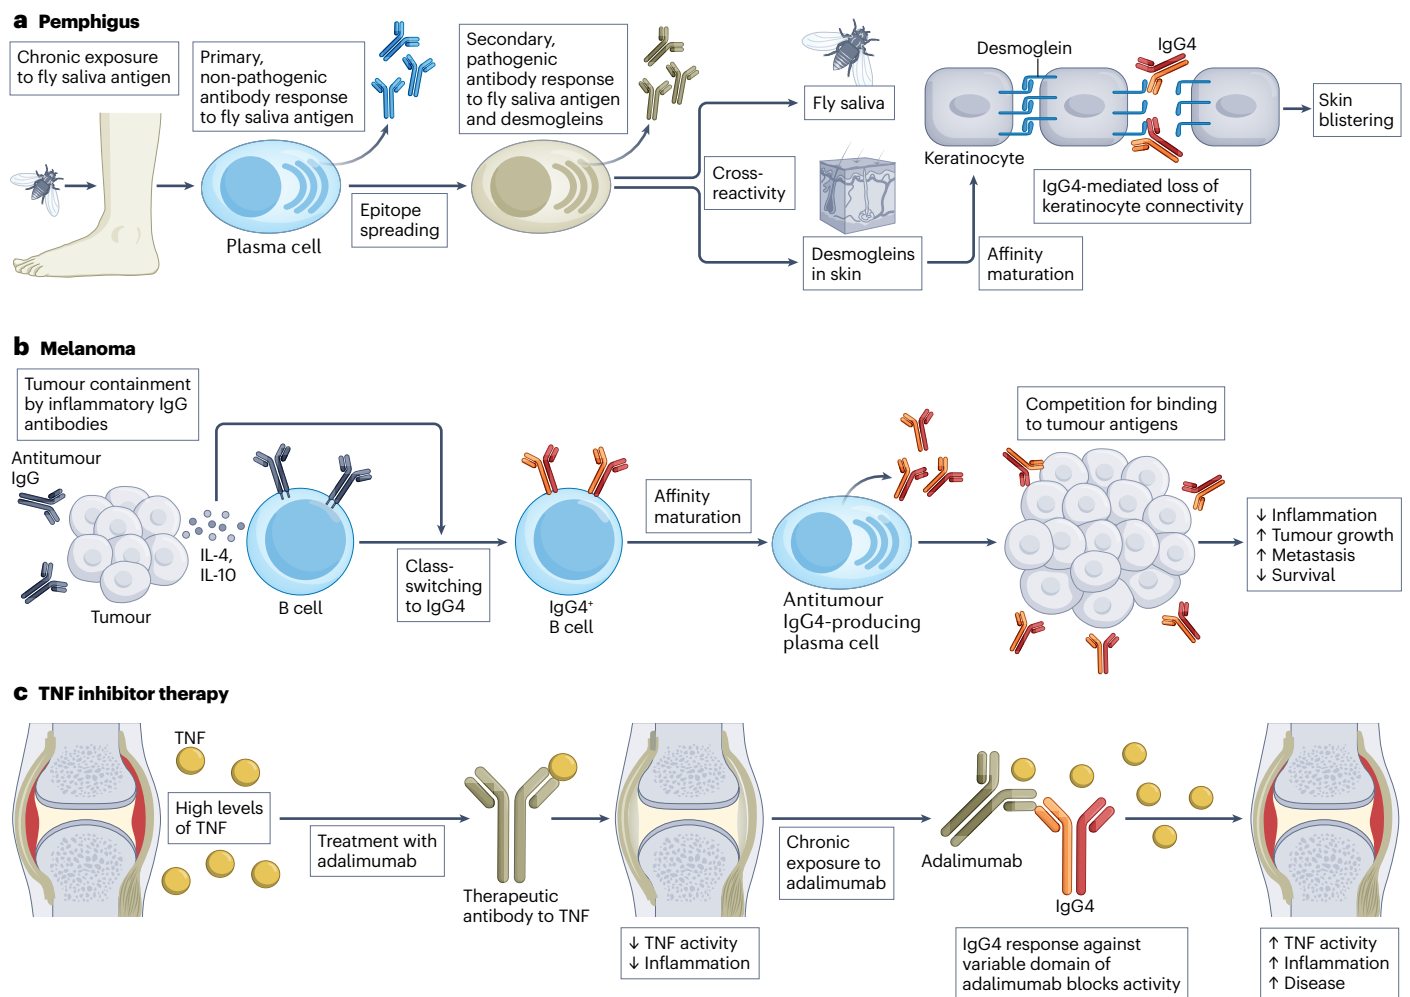 a Pemphigus
Chronic exposure
to fly saliva antigen
Primary,
non-pathogenic
antibody response
to fly saliva antigen
Plasma cell
Epitope
spreading
Secondary,
pathogenic
antibody response
to fly saliva antigen
and desmogleins
Cross-
reactivity
Fly saliva
Desmogleins
in skin
Affinity
maturation
Desmoglein
IgG4
Keratinocyte
IgG4-mediated loss of
keratinocyte connectivity
Skin
blistering
b Melanoma
Tumour containment
by inflammatory IgG
antibodies
Antitumour
IgG
Tumour
IL-4,
IL-10
B cell
Class-
switching
to IgG4
IgG4⁺
B cell
Affinity
maturation
Antitumour
IgG4-producing
plasma cell
Competition for binding
to tumour antigens
↓ Inflammation
↑ Tumour growth
↑ Metastasis
↓ Survival
c TNF inhibitor therapy
TNF
High levels
of TNF
Treatment with
adalimumab
Therapeutic
antibody to TNF
↓ TNF activity
↓ Inflammation
Chronic
exposure to
adalimumab
Adalimumab
IgG4
IgG4 response against
variable domain of
adalimumab blocks activity
↑ TNF activity
↑ Inflammation
↑ Disease